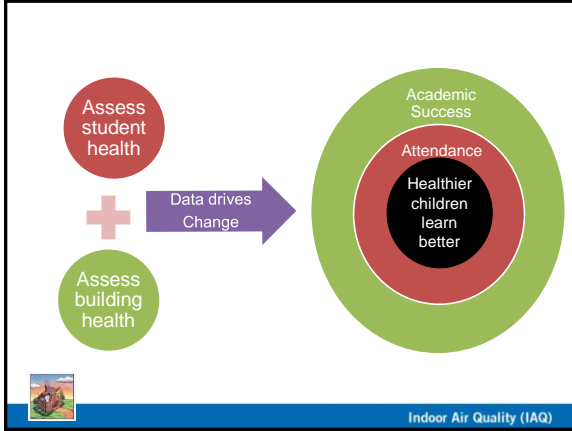 Assess
student
health
Assess
building
health
Data drives
Change
Academic
Success
Attendance
Healthier
children
learn
better
Indoor Air Quality (IAQ)